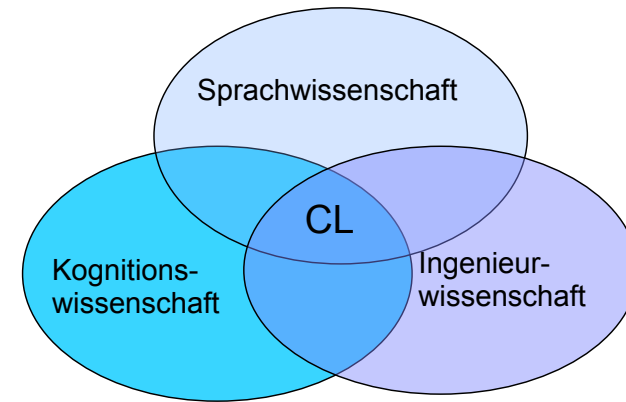 Sprachwissenschaft
CL
Kognitions-
wissenschaft
Ingenieur-
wissenschaft